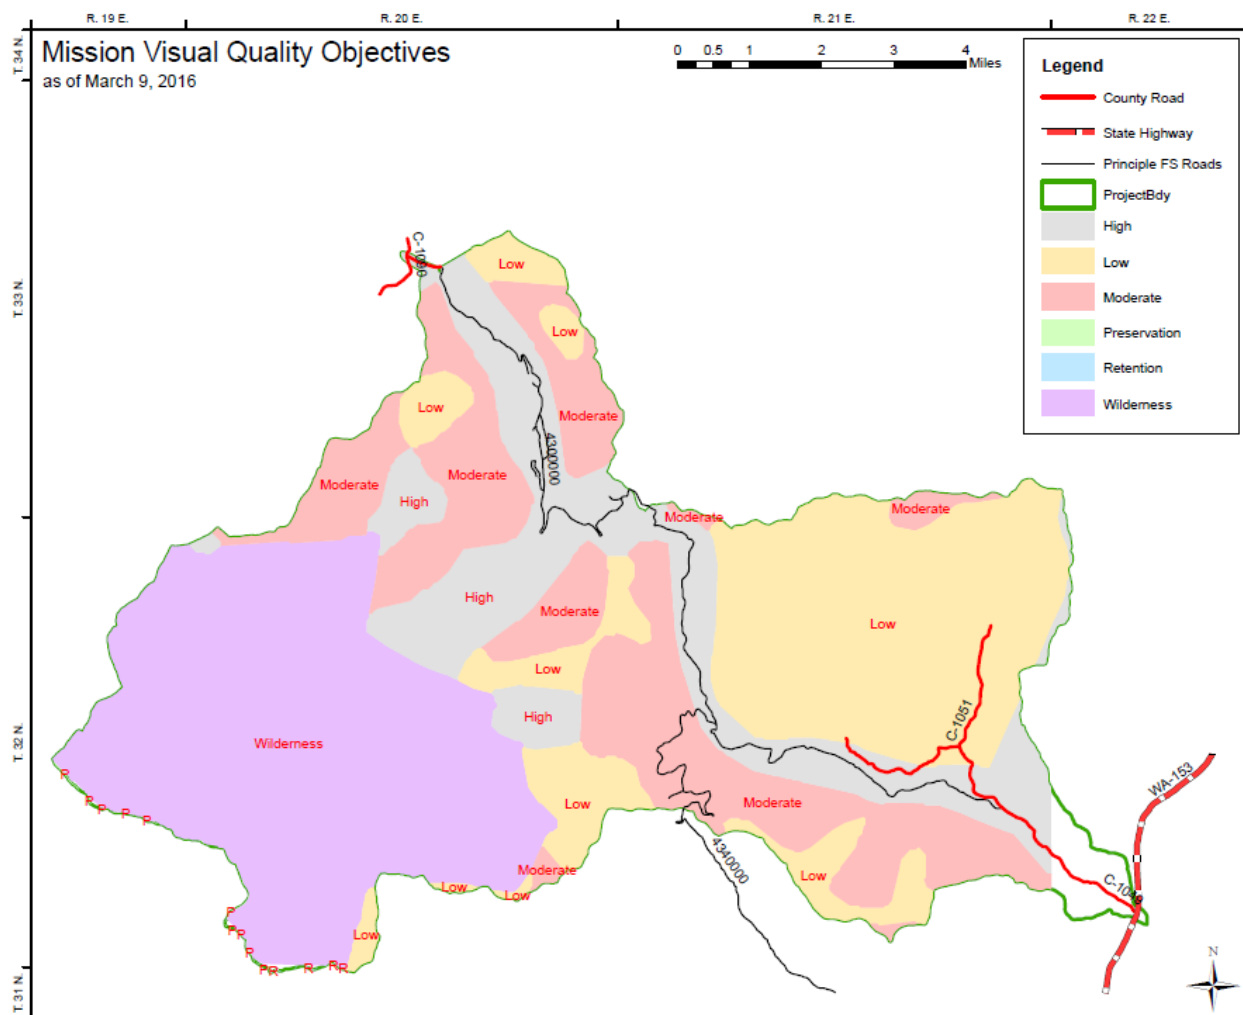 R. 19 E. R. 20 E. R. 21 E. R. 22 E.
T. 34 N.
Mission Visual Quality Objectives
as of March 9, 2016
0 0.5 1 2 3 4
Miles
Legend
County Road
State Highway
Principle FS Roads
ProjectBdy
High
Low
Moderate
Preservation
Retention
Wilderness
T. 33 N.
Low
Low
Low
Moderate
4300000
Moderate
Moderate
High
Moderate
Moderate
High
Moderate
Low
Low
High
C-1051
Wilderness
WA-153
P
P
P
P
P
Low
Moderate
4340000
Moderate
Low
Low
Low
C-1049
P
P
P
P
Low
P
R
R
R
R
T. 32 N.
T. 31 N.
N